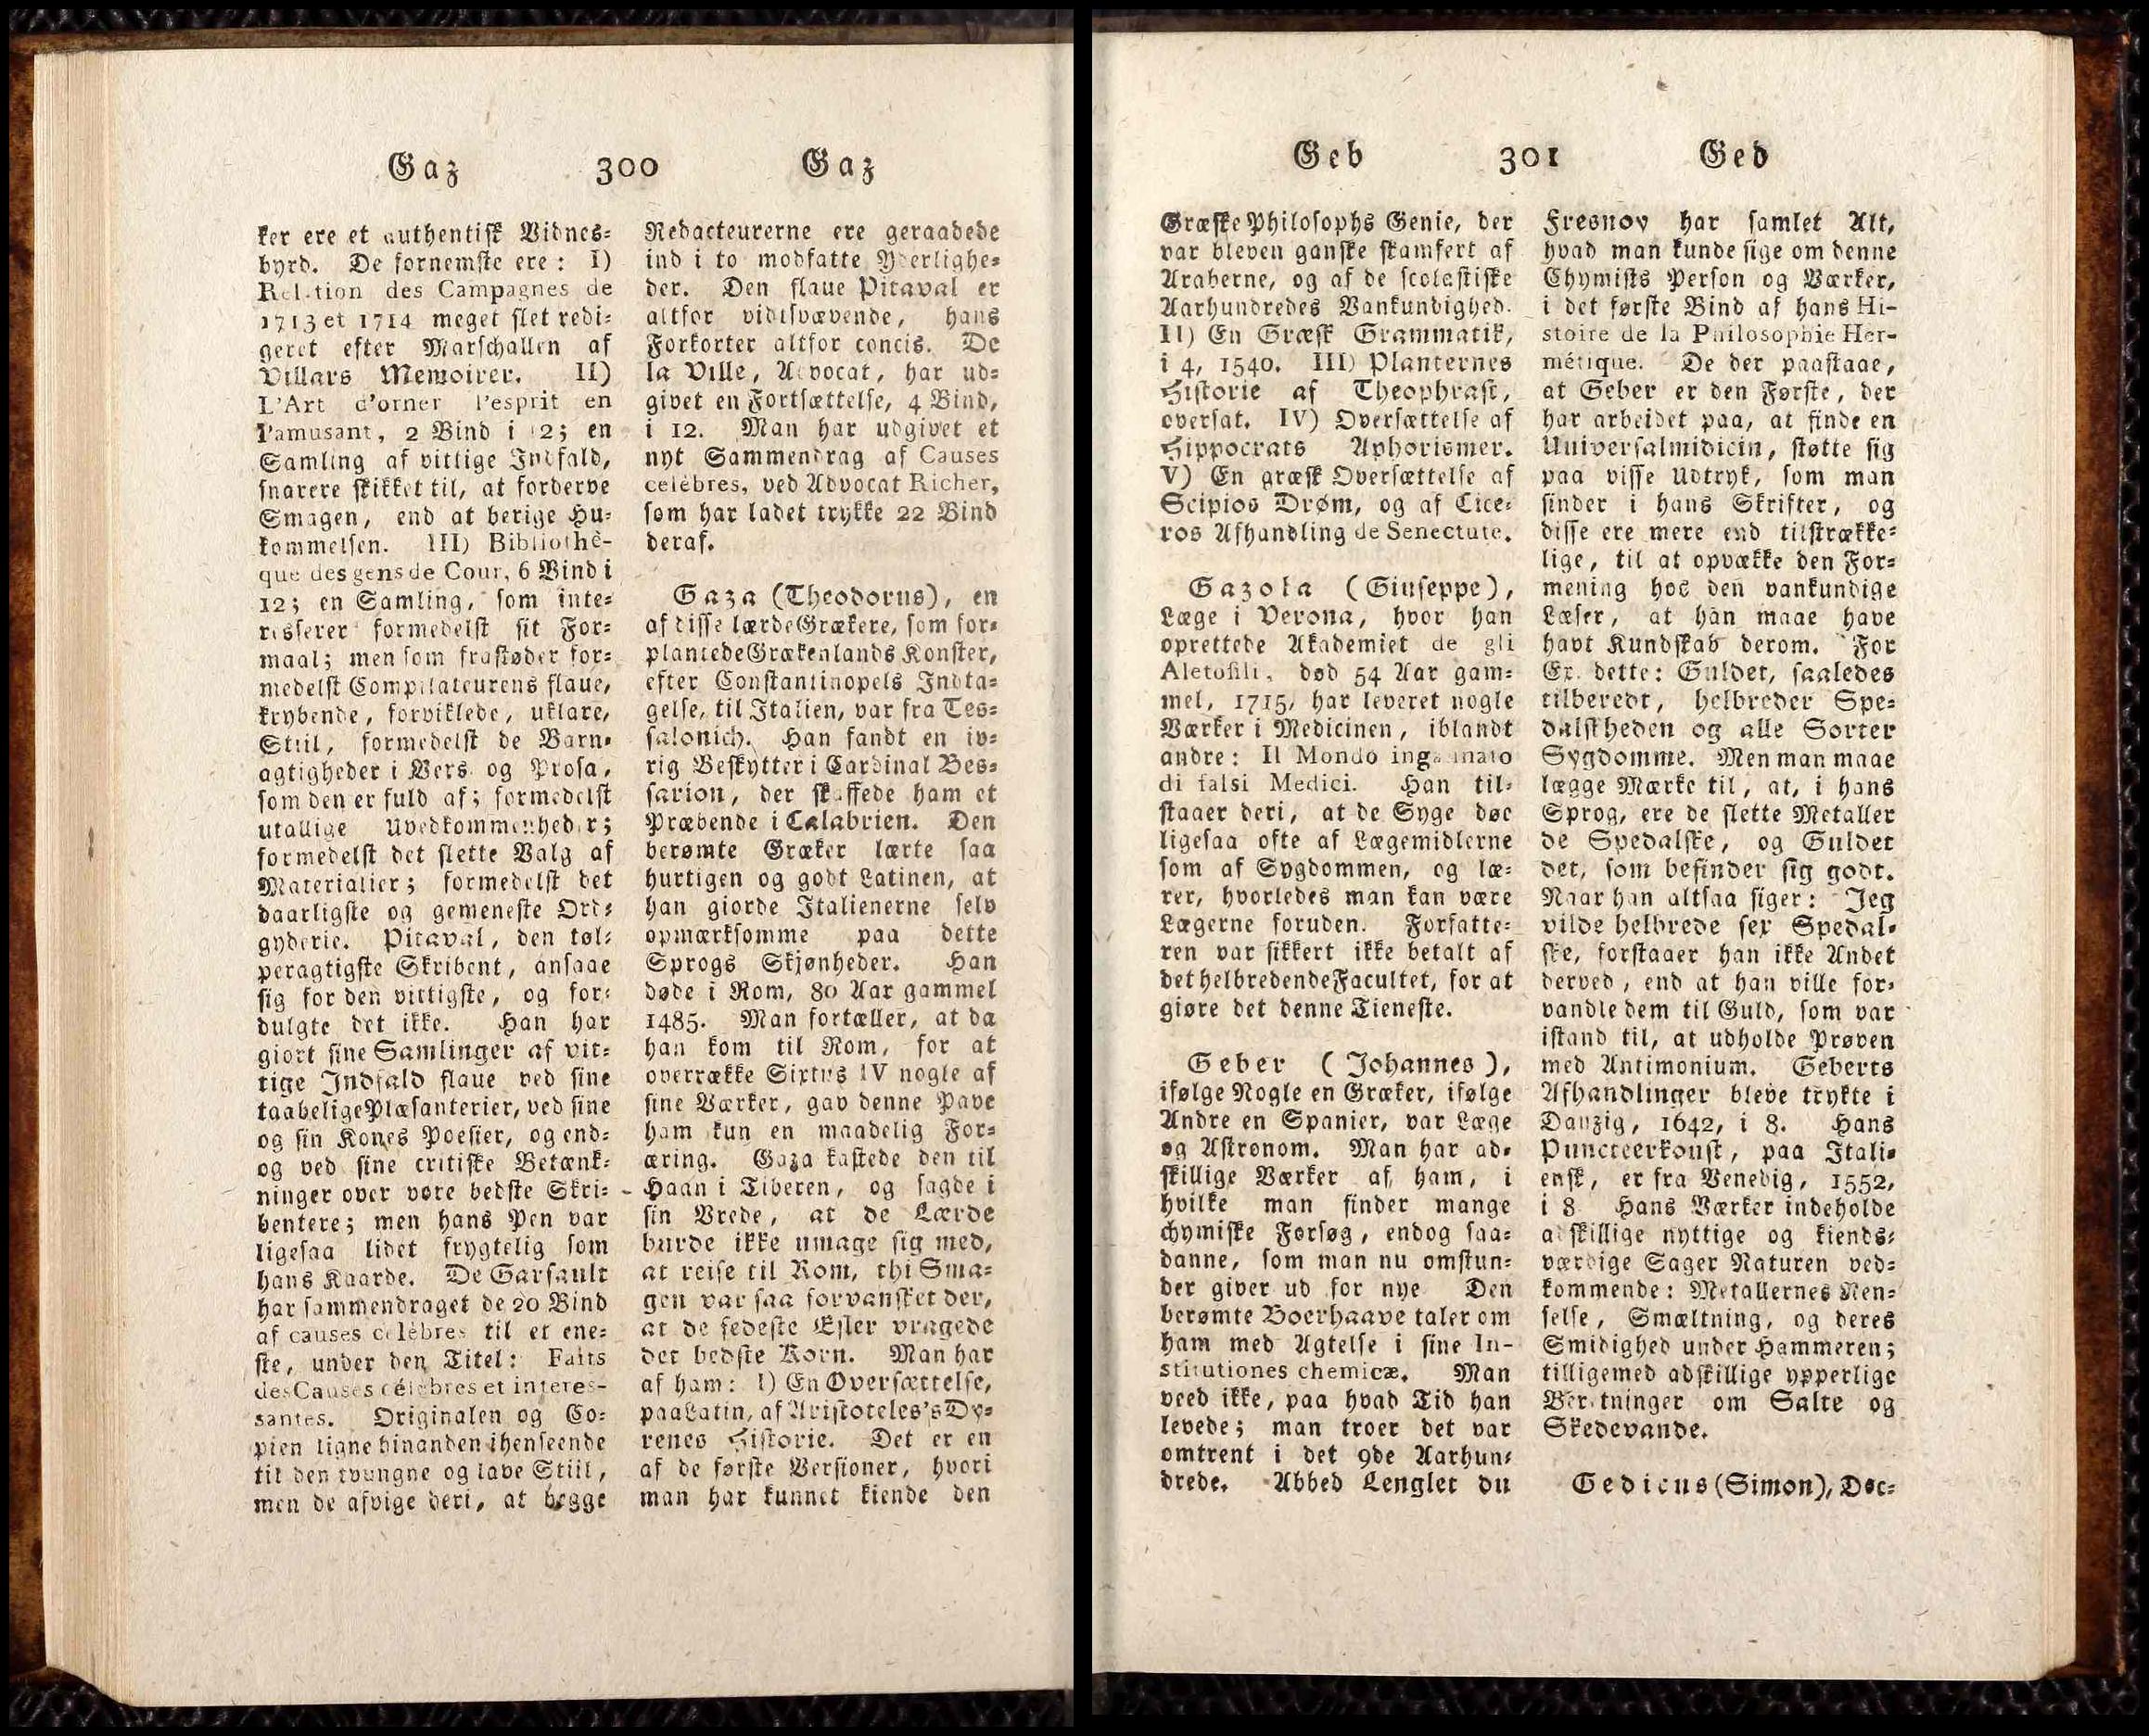 Gaz 300 Gaz
ker ere et authentisk Vidnes=
byrd. De fornemste ere: I)
Relation des Campagnes de
1713 et 1714 meget slet redi=
geret efter Marschallen af
Villars Memoirer. II)
L'Art d'orner l'esprit en
l'amusant, 2 Bind i 12; en
Samling af vittige Indfald,
snarere skikket til, at forderve
Smagen, end at berige Hu=
kommelsen. III) Bibliothè-
que des gens de Cour, 6 Bind i
12; en Samling, som inte=
resserer formedelst sit For=
maal; men som frastøder for=
medelst Compilateurens flaue,
krybende, forviklede, uklare,
Stiil, formedelst de Barn=
agtigheder i Vers og Prosa,
som den er fuld af; formedelst
utallige Uvedkommenheder;
formedelst det slette Valg af
Materialier; formedelst det
daarligste og gemeneste Ord=
gyderie. Pitaval, den tøl=
peragtigste Skribent, ansaae
sig for den vittigste, og for=
dulgte det ikke. Han har
giort sine Samlinger af vit=
tige Indfald flaue ved sine
taabelige Plæsanterier, ved sine
og sin Kones Poesier, og end=
og ved sine critiske Betænk=
ninger over vore bedste Skri=
bentere; men hans Pen var
ligesaa lidet frygtelig som
hans Kaarde. De Garsault
har sammendraget de 20 Bind
af causes célèbres til et ene=
ste, under den Titel: Faits
des Causes célèbres et interes-
santes. Originalen og Co=
pien ligne hinanden ihenseende
til den tvungne og lave Stiil,
men de afvige deri, at begge
Redacteurerne ere geraadede
ind i to modsatte Yderlighe=
der. Den flaue Pitaval er
altfor vidtsvævende, hans
Forkorter altfor concis. De
la Ville, Advocat, har ud=
givet en Fortsættelse, 4 Bind,
i 12. Man har udgivet et
nyt Sammendrag af Causes
celèbres, ved Advocat Richer,
som har ladet trykke 22 Bind
deraf.
Gaza (Theodorus), en
af disse lærde Grækere, som for=
plantede Grækenlands Konster,
efter Constantinopels Indta=
gelse, til Italien, var fra Tes=
salonich. Han fandt en iv=
rig Beskytter i Cardinal Bes=
sarion, der skaffede ham et
Præbende i Calabrien. Den
berømte Græker lærte saa
hurtigen og godt Latinen, at
han giorde Italienerne selv
opmærksomme paa dette
Sprogs Skjønheder. Han
døde i Rom, 80 Aar gammel
1485. Man fortæller, at da
han kom til Rom, for at
overrække Sixtus IV nogle af
sine Værker, gav denne Pave
ham kun en maadelig For=
æring. Gaza kastede den til
Haan i Tiberen, og sagde i
sin Vrede, at de Lærde
burde ikke umage sig med,
at reise til Rom, thi Sma=
gen var saa forvansket der,
at de fedeste Esler vragede
det bedste Korn. Man har
af ham: I) En Oversættelse,
paa Latin, af Aristoteles's Dy=
renes Historie. Det er en
af de første Versioner, hvori
man har kunnet kiende den
Geb 301 Ged
Græske Philosophs Genie, der
var bleven ganske skamfert af
Araberne, og af de scolastiske
Aarhundredes Vankundighed.
II) En Græsk Grammatik,
i 4, 1540. III) Planternes
Historie af Theophrast,
oversat. IV) Oversættelse af
Hippocrats Aphorismer.
V) En græsk Oversættelse af
Scipios Drøm, og af Cice=
ros Afhandling de Senectute.
Gazola (Giuseppe),
Læge i Verona, hvor han
oprettede Akademiet de gli
Aletofili, død 54 Aar gam=
mel, 1715, har leveret nogle
Værker i Medicinen, iblandt
andre: Il Mondo ingannato
di falsi Medici. Han til=
staaer deri, at de Syge døe
ligesaa ofte af Lægemidlerne
som af Sygdommen, og læ=
rer, hvorledes man kan være
Lægerne foruden. Forfatte=
ren var sikkert ikke betalt af
det helbredende Facultet, for at
giøre det denne Tieneste.
Geber (Johannes),
ifølge Nogle en Græker, ifølge
Andre en Spanier, var Læge
og Astronom. Man har ad=
skillige Værker af ham, i
hvilke man finder mange
chymiske Forsøg, endog saa=
danne, som man nu omstun=
der giver ud for nye Den
berømte Boerhaave taler om
ham med Agtelse i sine In-
stitutiones chemicæ. Man
veed ikke, paa hvad Tid han
levede; man troer det var
omtrent i det 9de Aarhun=
drede. Abbed Lenglet du
Fresnoy har samlet Alt,
hvad man kunde sige om denne
Chymists Person og Værker,
i det første Bind af hans Hi-
stoire de la Philosophie Her-
métique. De der paastaae,
at Geber er den Første, der
har arbeidet paa, at finde en
Universalmidicin, støtte sig
paa visse Udtryk, som man
finder i hans Skrifter, og
disse ere mere end tilstrække=
lige, til at opvække den For=
mening hos den vankundige
Læser, at han maae have
havt Kundskab derom. For
Ex. dette: Guldet, saaledes
tilberedt, helbreder Spe=
dalskheden og alle Sorter
Sygdomme. Men man maae
lægge Mærke til, at, i hans
Sprog, ere de slette Metaller
de Spedalske, og Guldet
det, som befinder sig godt.
Naar han altsaa siger: Jeg
vilde helbrede sex Spedal=
ske, forstaaer han ikke Andet
derved, end at han ville for=
vandle dem til Guld, som var
istand til, at udholde Prøven
med Antimonium. Geberts
Afhandlinger bleve trykte i
Danzig, 1642, i 8. Hans
Puncteerkonst, paa Itali=
ensk, er fra Venedig, 1552,
i 8 Hans Værker indeholde
adskillige nyttige og kiends=
værdige Sager Naturen ved=
kommende: Metallernes Ren=
selse, Smæltning, og deres
Smidighed under Hammeren;
tilligemed adskillige ypperlige
Beretninger om Salte og
Skedevande.
Gedicus (Simon), Doc=